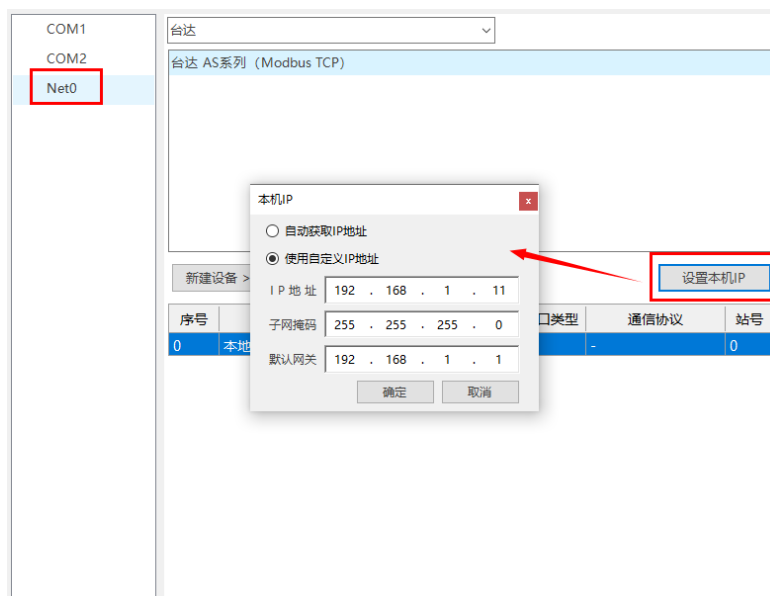 COM1
COM2
Net0
台达
台达 AS系列（Modbus TCP）
本机IP
x
自动获取IP地址
使用自定义IP地址
IP地址 192 . 168 . 1 . 11
子网掩码 255 . 255 . 255 . 0
默认网关 192 . 168 . 1 . 1
确定 取消
新建设备 >
设置本机IP
序号 口类型 通信协议 站号
0 本地 - 0